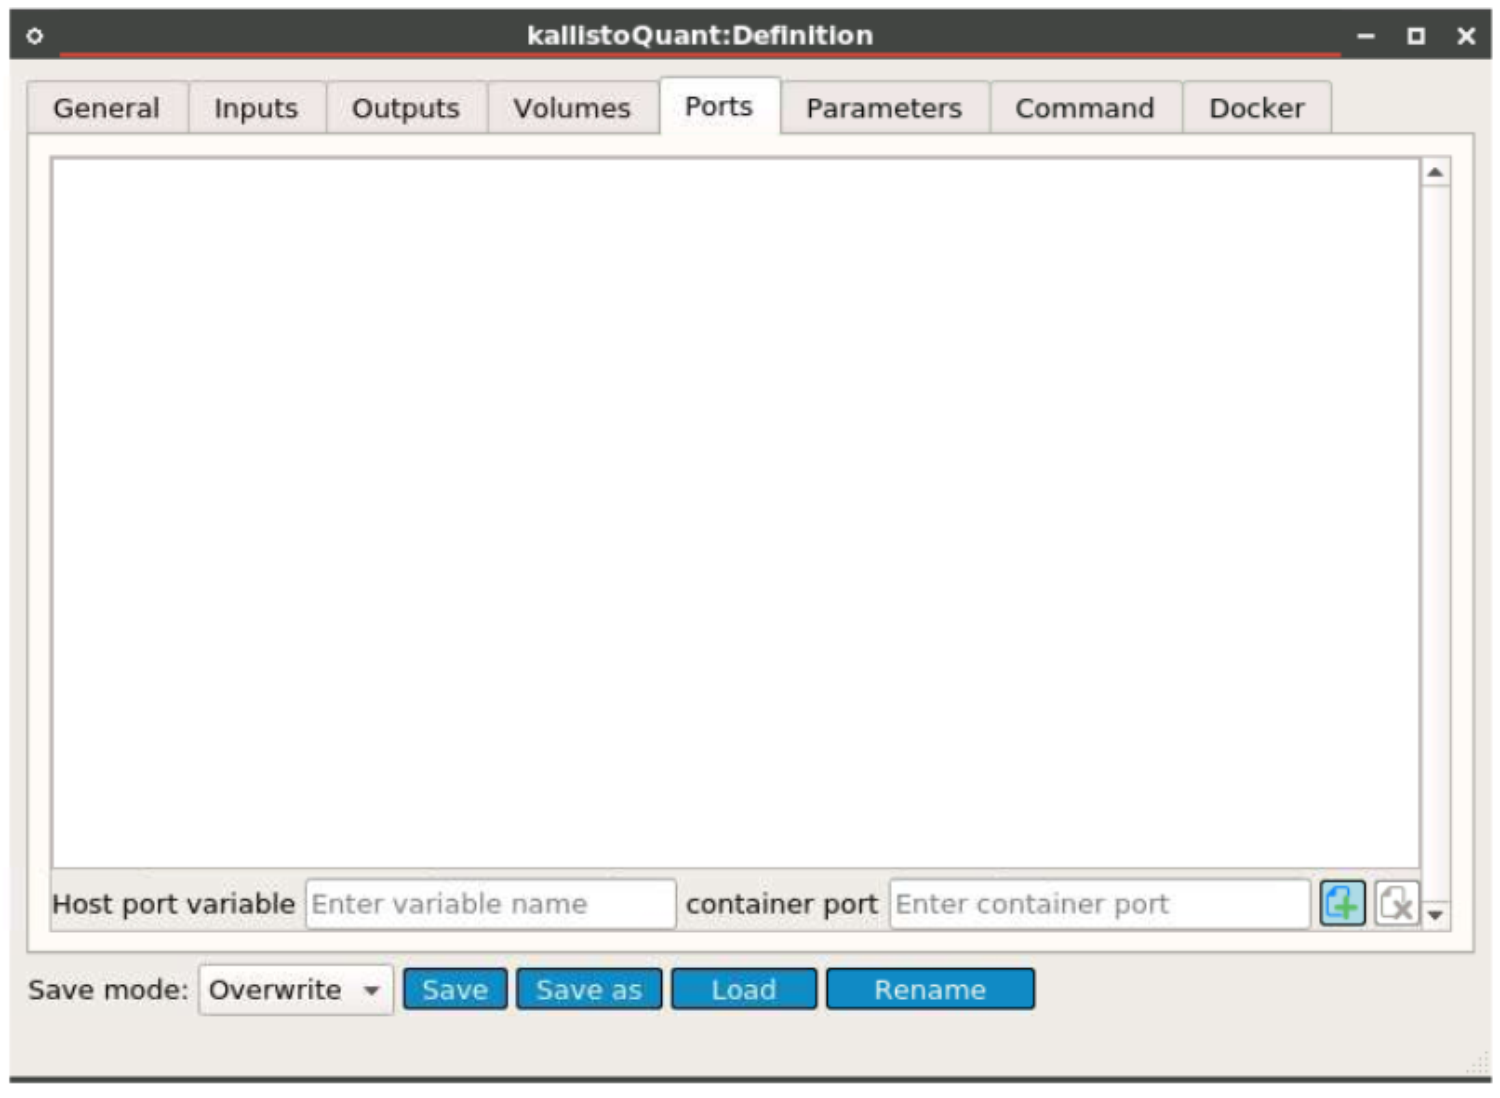 kallistoQuant:Definition
General Inputs Outputs Volumes Ports Parameters Command Docker
Host port variable Enter variable name container port Enter container port
Save mode: Overwrite Save Save as Load Rename